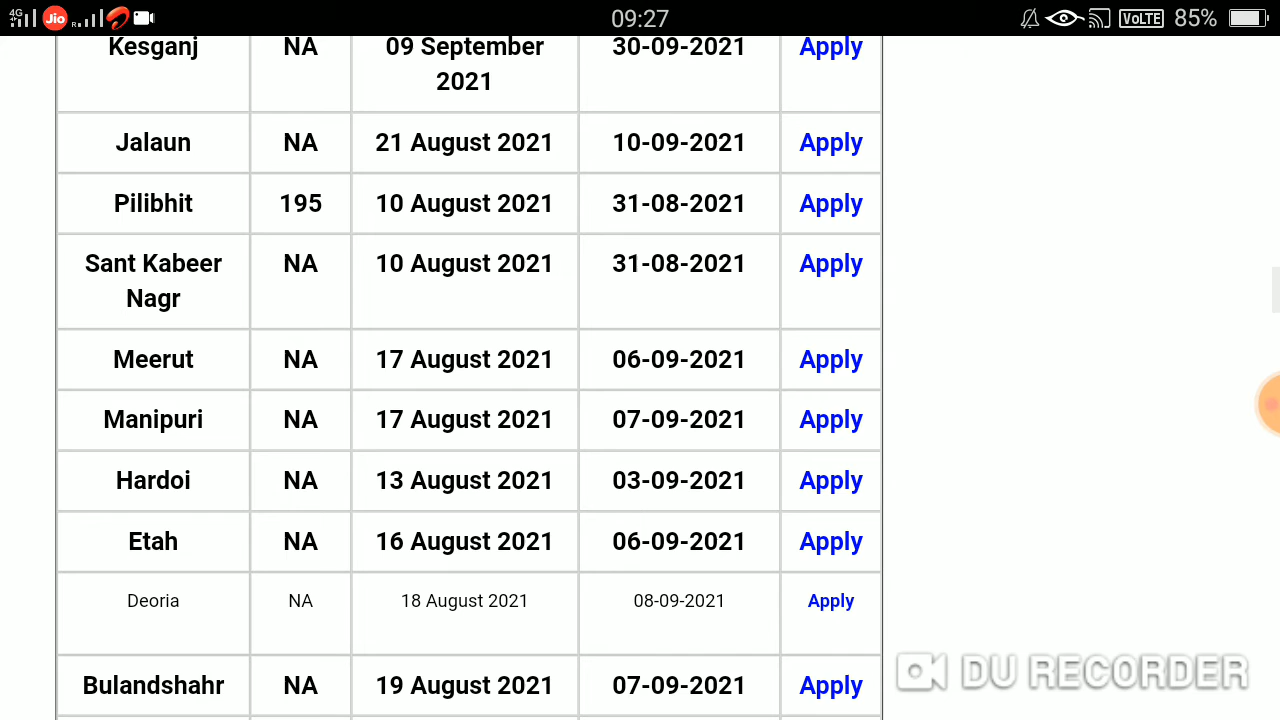 4G Jio R 09:27 VoLTE 85%
Kesganj NA 09 September 30-09-2021 Apply
2021
Jalaun NA 21 August 2021 10-09-2021 Apply
Pilibhit 195 10 August 2021 31-08-2021 Apply
Sant Kabeer NA 10 August 2021 31-08-2021 Apply
Nagr
Meerut NA 17 August 2021 06-09-2021 Apply
Manipuri NA 17 August 2021 07-09-2021 Apply
Hardoi NA 13 August 2021 03-09-2021 Apply
Etah NA 16 August 2021 06-09-2021 Apply
Deoria NA 18 August 2021 08-09-2021 Apply
Bulandshahr NA 19 August 2021 07-09-2021 Apply
DU RECORDER